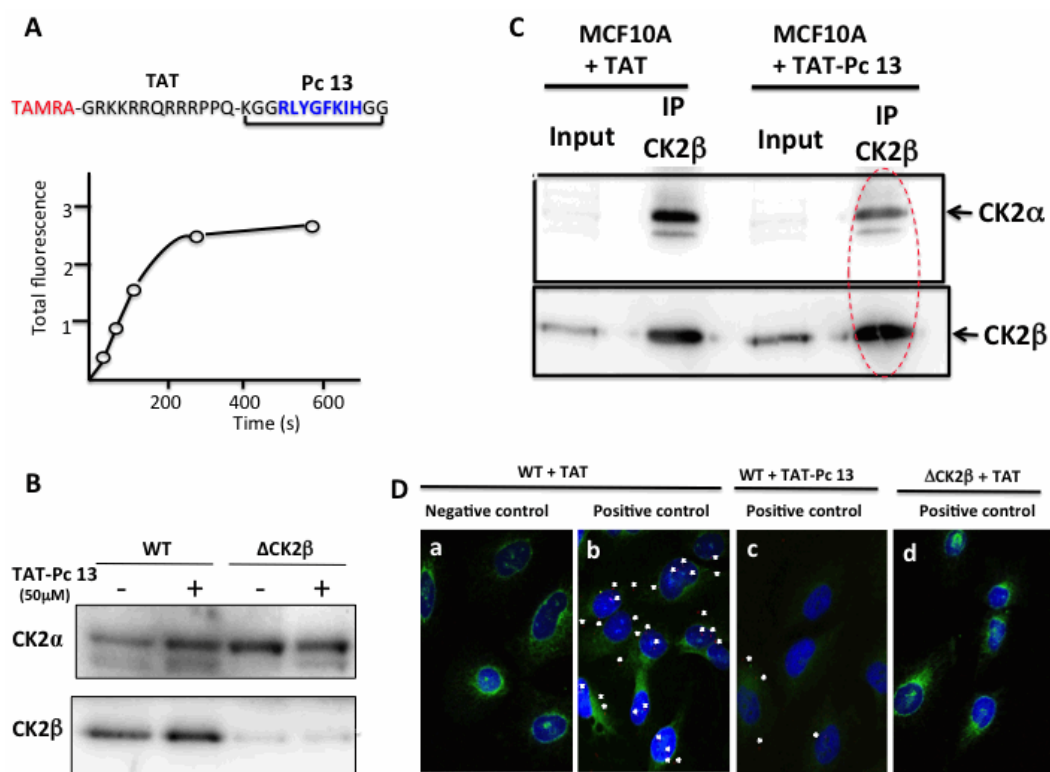 A
TAT
Pc 13
TAMRA-GRKKRRQRRRPPQ-KGGRLYGFKIHGG
Total fluorescence
3
2
1
200
400
600
Time (s)
B
WT
ΔCK2β
TAT-Pc 13
(50μM)
- + - +
CK2α
CK2β
C
MCF10A
+ TAT
MCF10A
+ TAT-Pc 13
Input
IP
CK2β
Input
IP
CK2β
CK2α
CK2β
D
WT + TAT
WT + TAT-Pc 13
ΔCK2β + TAT
Negative control
Positive control
Positive control
Positive control
a
b
c
d